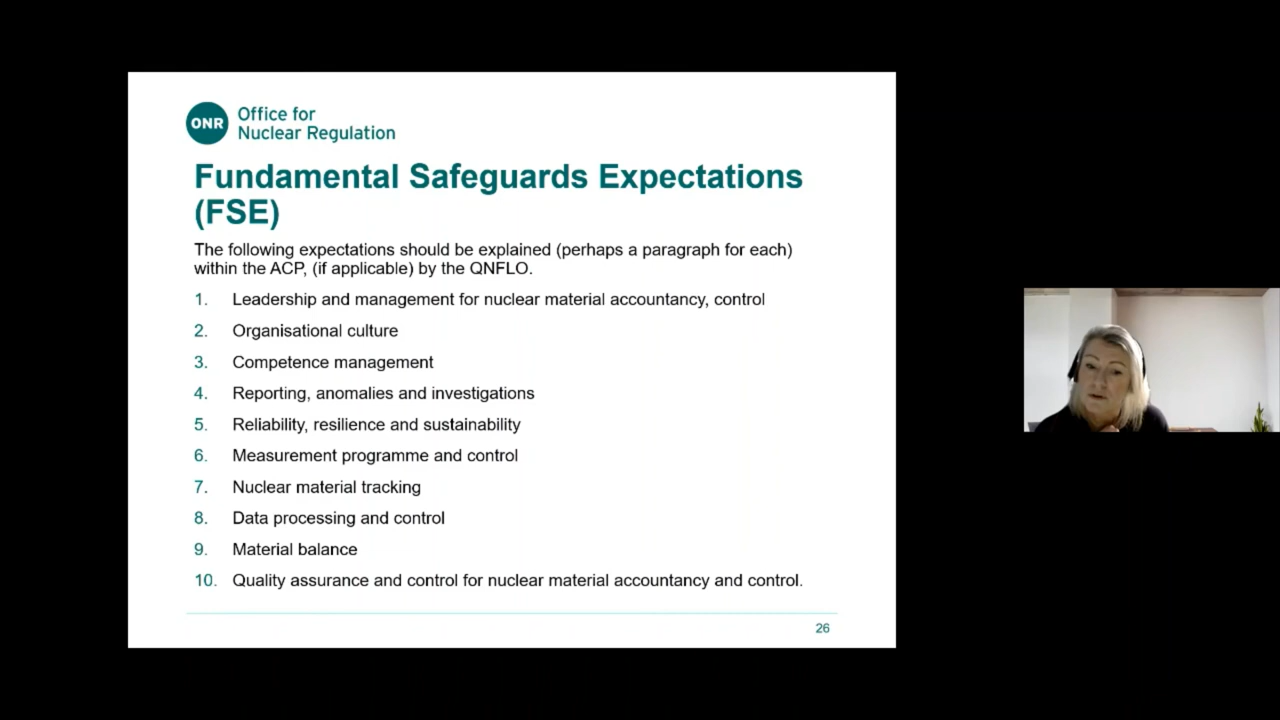 ONR
Office for
Nuclear Regulation
Fundamental Safeguards Expectations
(FSE)
The following expectations should be explained (perhaps a paragraph for each)
within the ACP, (if applicable) by the QNFLO.
1. Leadership and management for nuclear material accountancy, control
2. Organisational culture
3. Competence management
4. Reporting, anomalies and investigations
5. Reliability, resilience and sustainability
6. Measurement programme and control
7. Nuclear material tracking
8. Data processing and control
9. Material balance
10. Quality assurance and control for nuclear material accountancy and control.
26